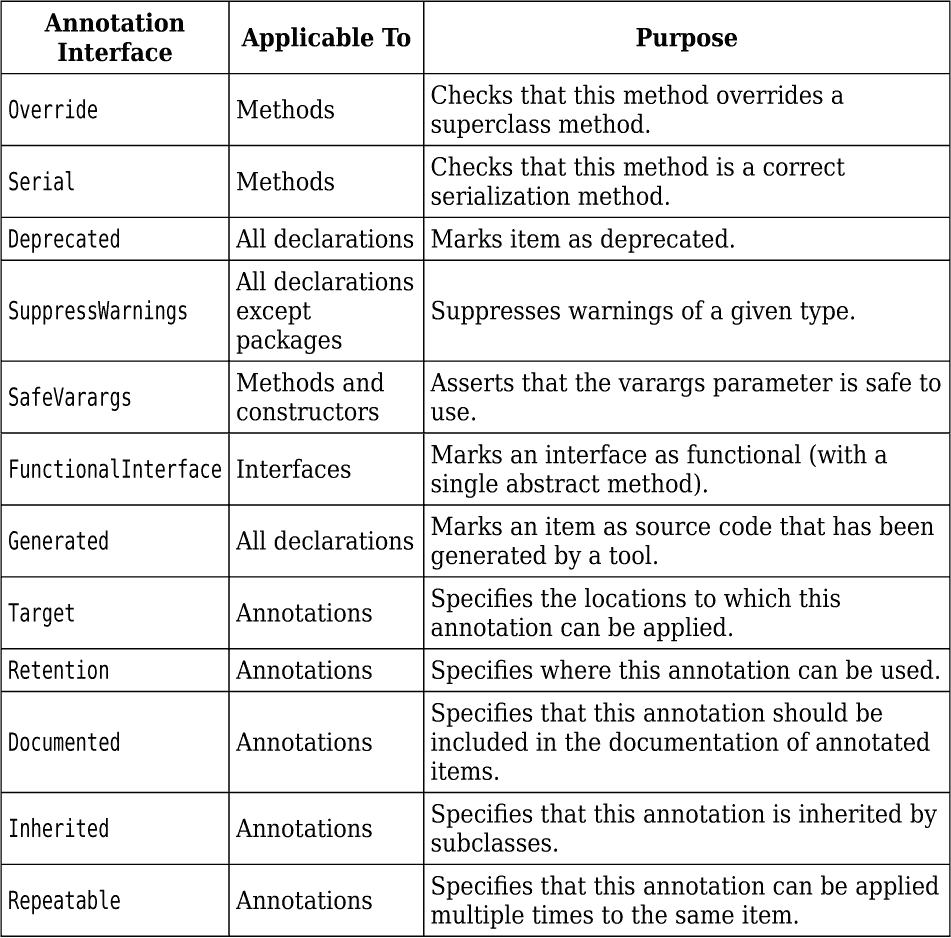 Annotation
Interface
Applicable To
Purpose
Override
Methods
Checks that this method overrides a
superclass method.
Serial
Methods
Checks that this method is a correct
serialization method.
Deprecated
All declarations
Marks item as deprecated.
SuppressWarnings
All declarations
except
packages
Suppresses warnings of a given type.
SafeVarargs
Methods and
constructors
Asserts that the varargs parameter is safe to
use.
FunctionalInterface
Interfaces
Marks an interface as functional (with a
single abstract method).
Generated
All declarations
Marks an item as source code that has been
generated by a tool.
Target
Annotations
Specifies the locations to which this
annotation can be applied.
Retention
Annotations
Specifies where this annotation can be used.
Documented
Annotations
Specifies that this annotation should be
included in the documentation of annotated
items.
Inherited
Annotations
Specifies that this annotation is inherited by
subclasses.
Repeatable
Annotations
Specifies that this annotation can be applied
multiple times to the same item.